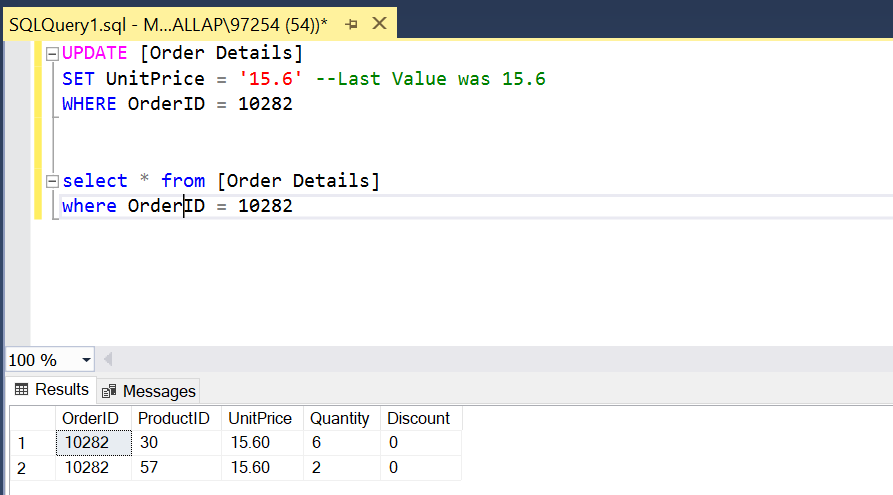 SQLQuery1.sql - M...ALLAP\97254 (54))*
UPDATE [Order Details]
SET UnitPrice = '15.6' --Last Value was 15.6
WHERE OrderID = 10282
select * from [Order Details]
where OrderID = 10282
100 %
Results Messages
OrderID ProductID UnitPrice Quantity Discount
1 10282 30 15.60 6 0
2 10282 57 15.60 2 0